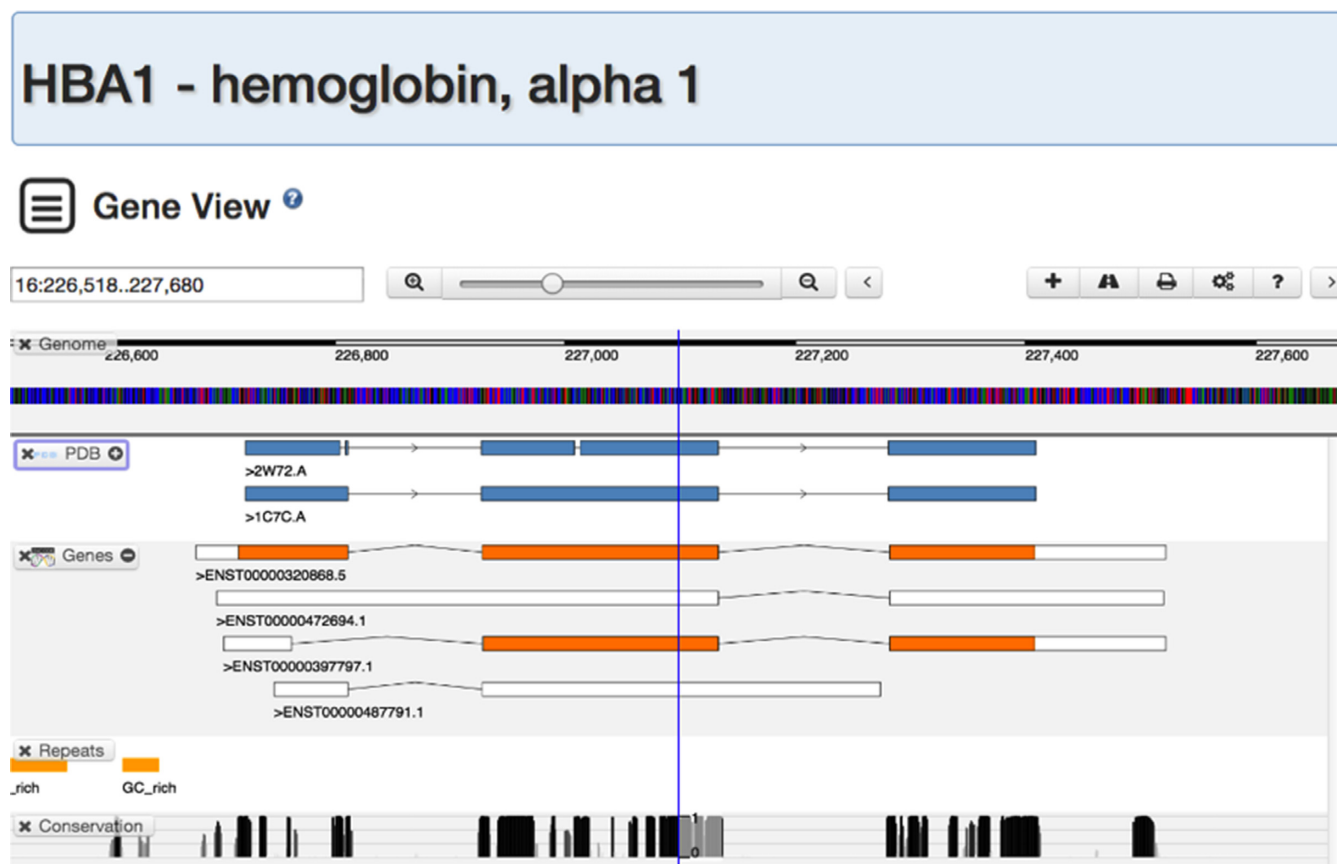 HBA1 - hemoglobin, alpha 1
Gene View ?
16:226,518..227,680
Genome
226,600 226,800 227,000 227,200 227,400 227,600
PDB
>2W72.A
>1C7C.A
Genes
>ENST00000320868.5
>ENST00000472694.1
>ENST00000397797.1
>ENST00000487791.1
Repeats
_rich GC_rich
Conservation
1
0